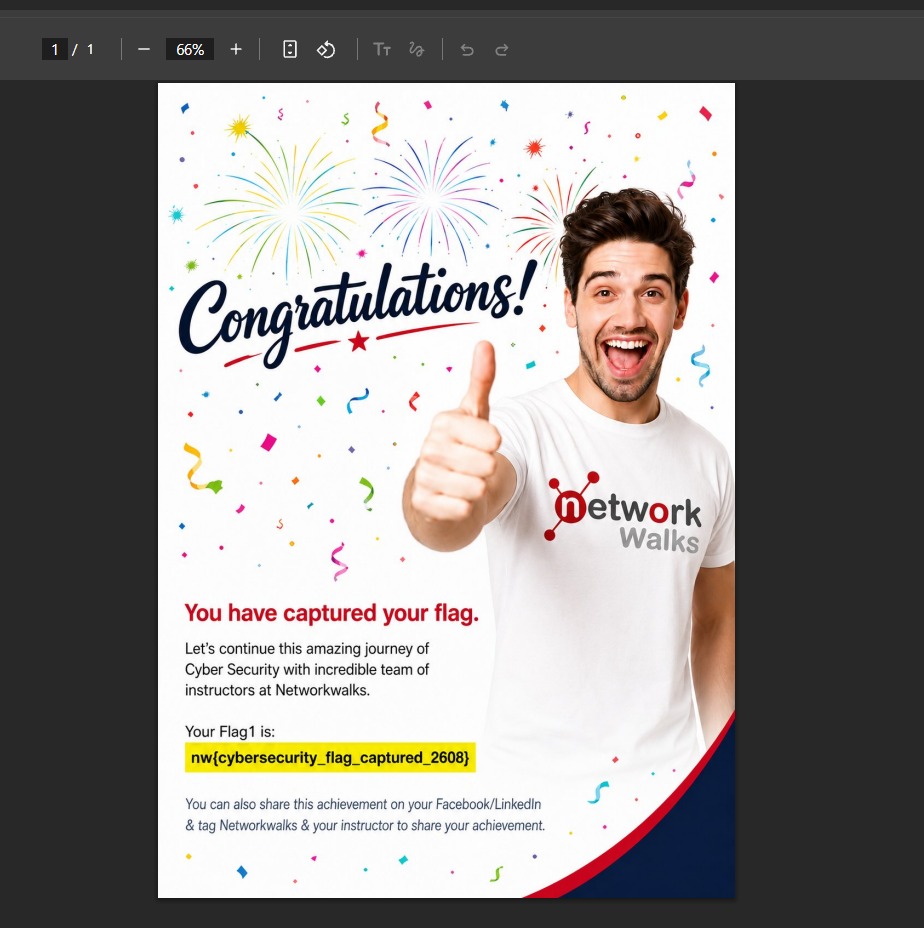 1 / 1
66%
Congratulations!
network
Walks
You have captured your flag.
Let's continue this amazing journey of
Cyber Security with incredible team of
instructors at Networkwalks.
Your Flag1 is:
nw{cybersecurity_flag_captured_2608}
You can also share this achievement on your Facebook/LinkedIn
& tag Networkwalks & your instructor to share your achievement.